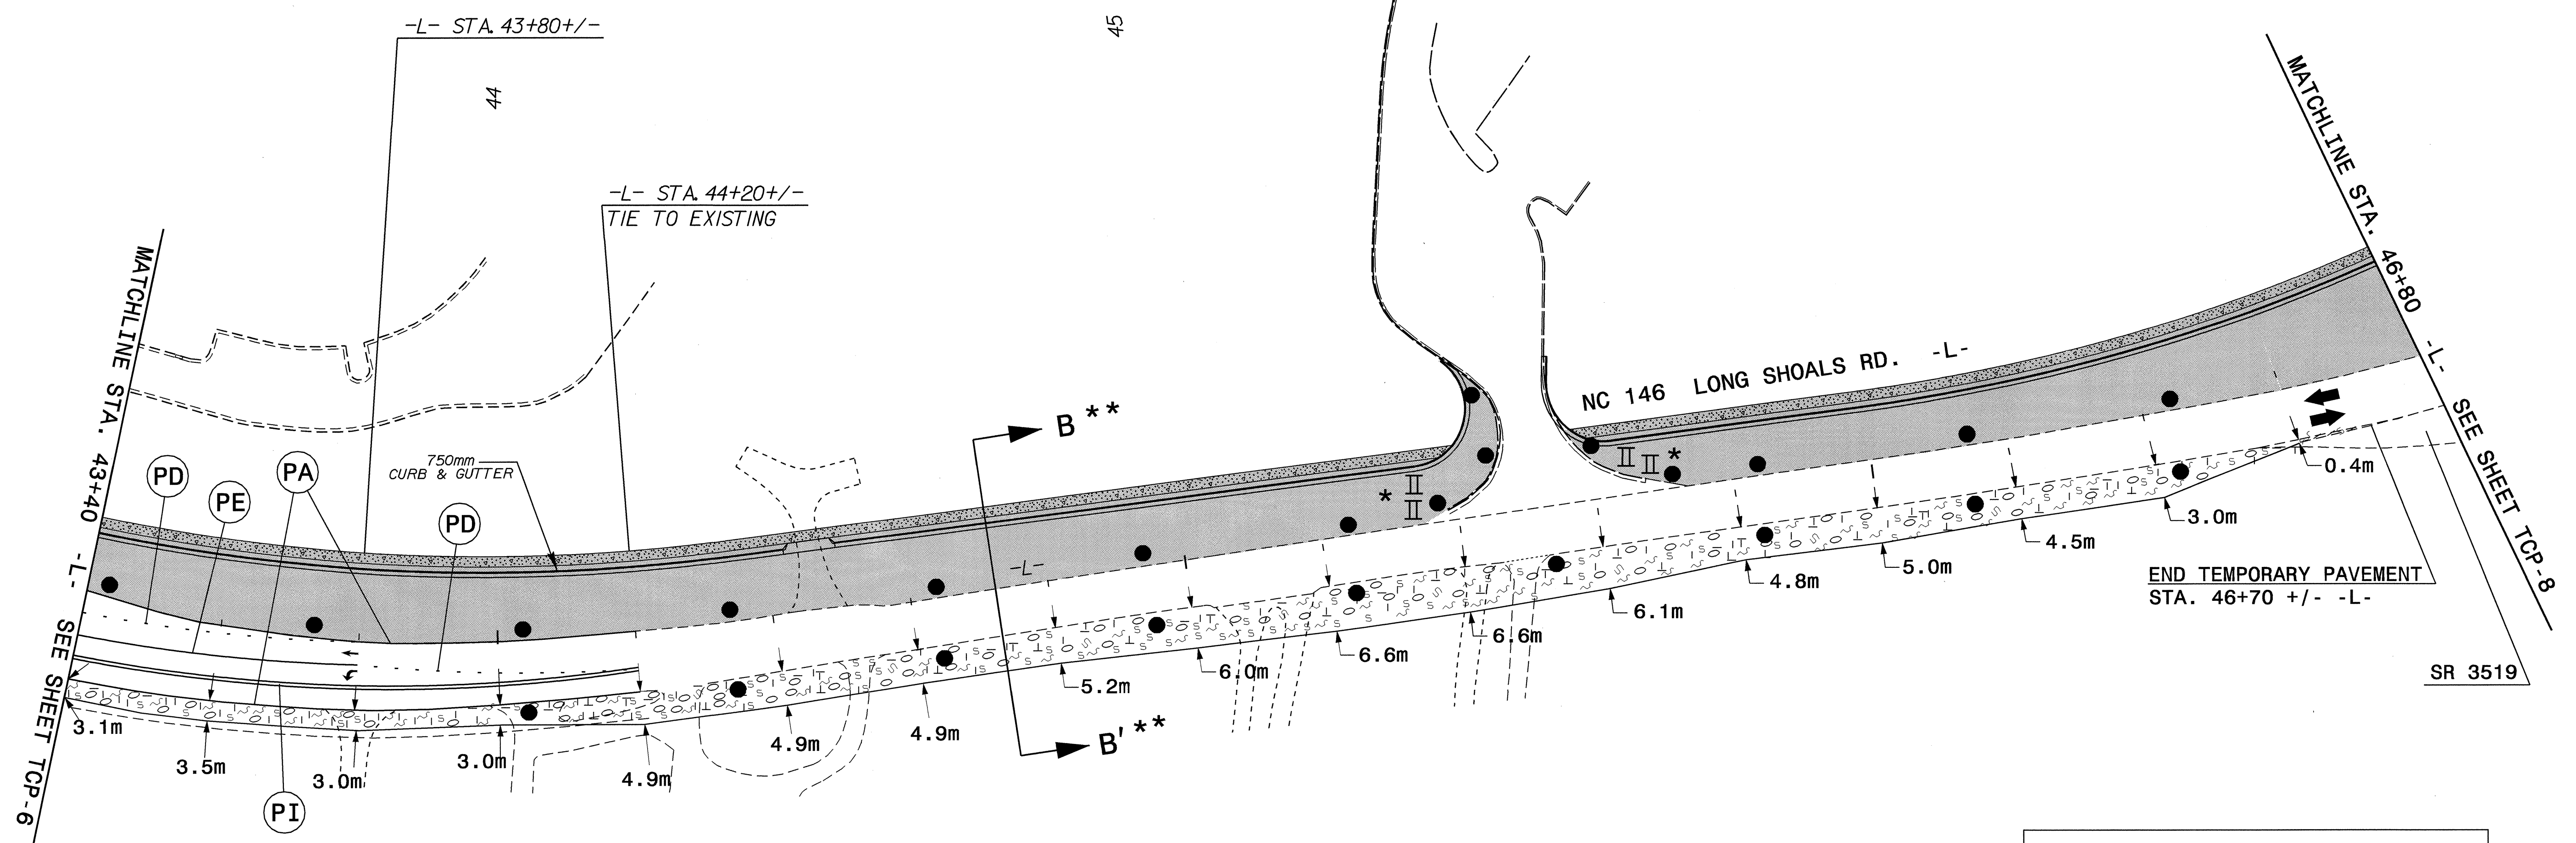 -L- STA. 43+80+/-
44
45
-L- STA. 44+20+/-
TIE TO EXISTING
MATCHLINE STA. 43+40 -L- SEE SHEET TCP-6
MATCHLINE STA. 46+80 -L- SEE SHEET TCP-8
PD
PE
PA
PD
750mm
CURB & GUTTER
B **
NC 146 LONG SHOALS RD. -L-
* II
II
II II *
-L-
0.4m
3.0m
4.5m
5.0m
4.8m
6.1m
6.6m
6.6m
6.0m
5.2m
4.9m
4.9m
4.9m
3.0m
3.0m
3.5m
3.1m
END TEMPORARY PAVEMENT
STA. 46+70 +/- -L-
SR 3519
B' **
PI